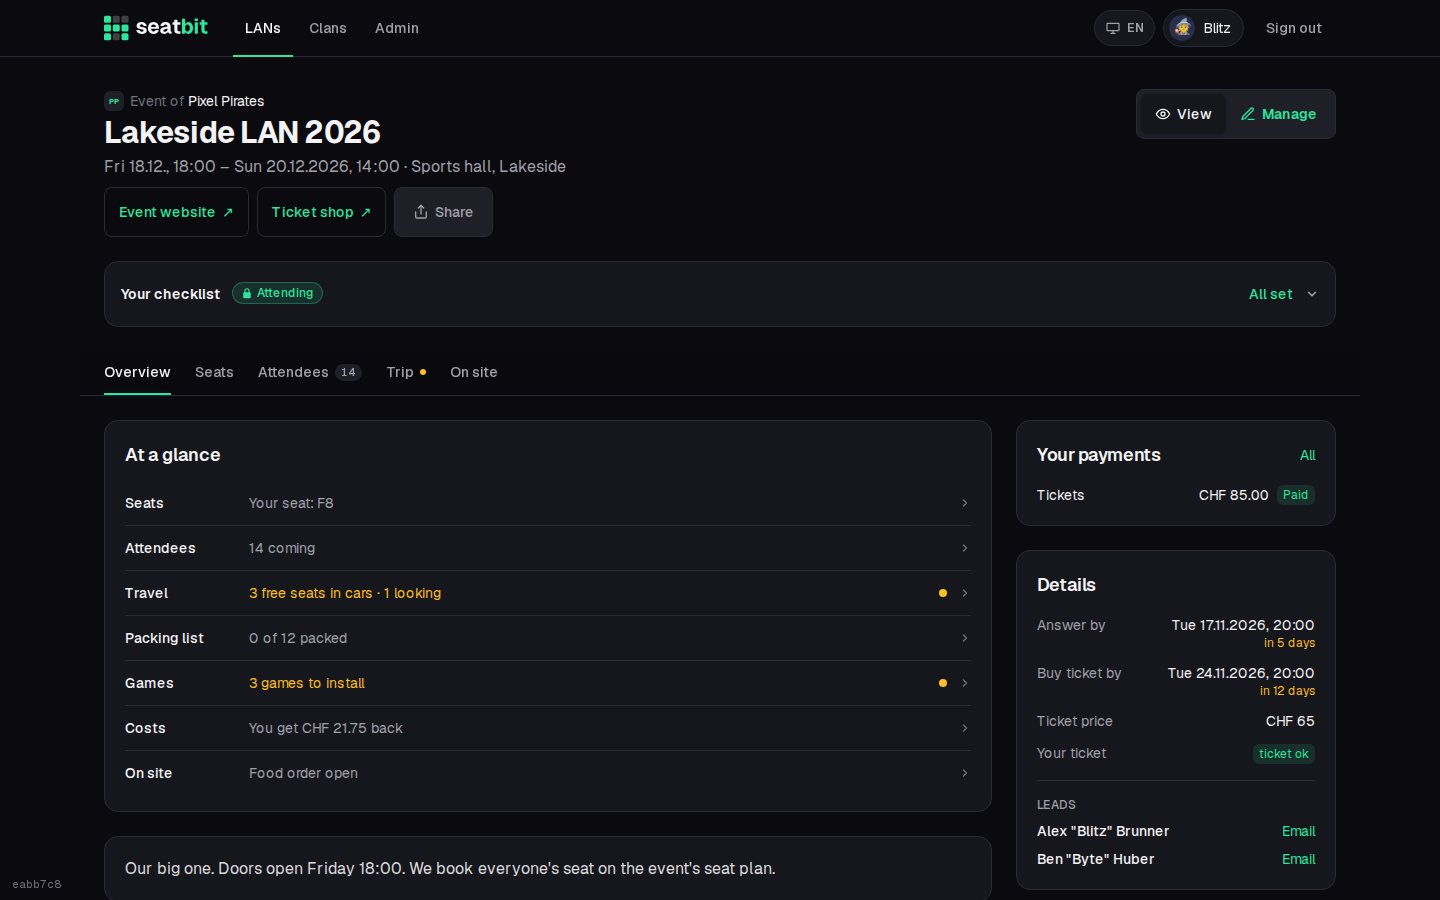 seatbit
LANs
Clans
Admin
EN
Blitz
Sign out
PP
Event of Pixel Pirates
Lakeside LAN 2026
Fri 18.12., 18:00 – Sun 20.12.2026, 14:00 · Sports hall, Lakeside
View
Manage
Event website ↗
Ticket shop ↗
Share
Your checklist
Attending
All set
Overview
Seats
Attendees 14
Trip
On site
At a glance
Seats Your seat: F8
Attendees 14 coming
Travel 3 free seats in cars · 1 looking
Packing list 0 of 12 packed
Games 3 games to install
Costs You get CHF 21.75 back
On site Food order open
Our big one. Doors open Friday 18:00. We book everyone's seat on the event's seat plan.
Your payments All
Tickets CHF 85.00 Paid
Details
Answer by Tue 17.11.2026, 20:00
in 5 days
Buy ticket by Tue 24.11.2026, 20:00
in 12 days
Ticket price CHF 65
Your ticket ticket ok
LEADS
Alex "Blitz" Brunner Email
Ben "Byte" Huber Email
eabb7c8